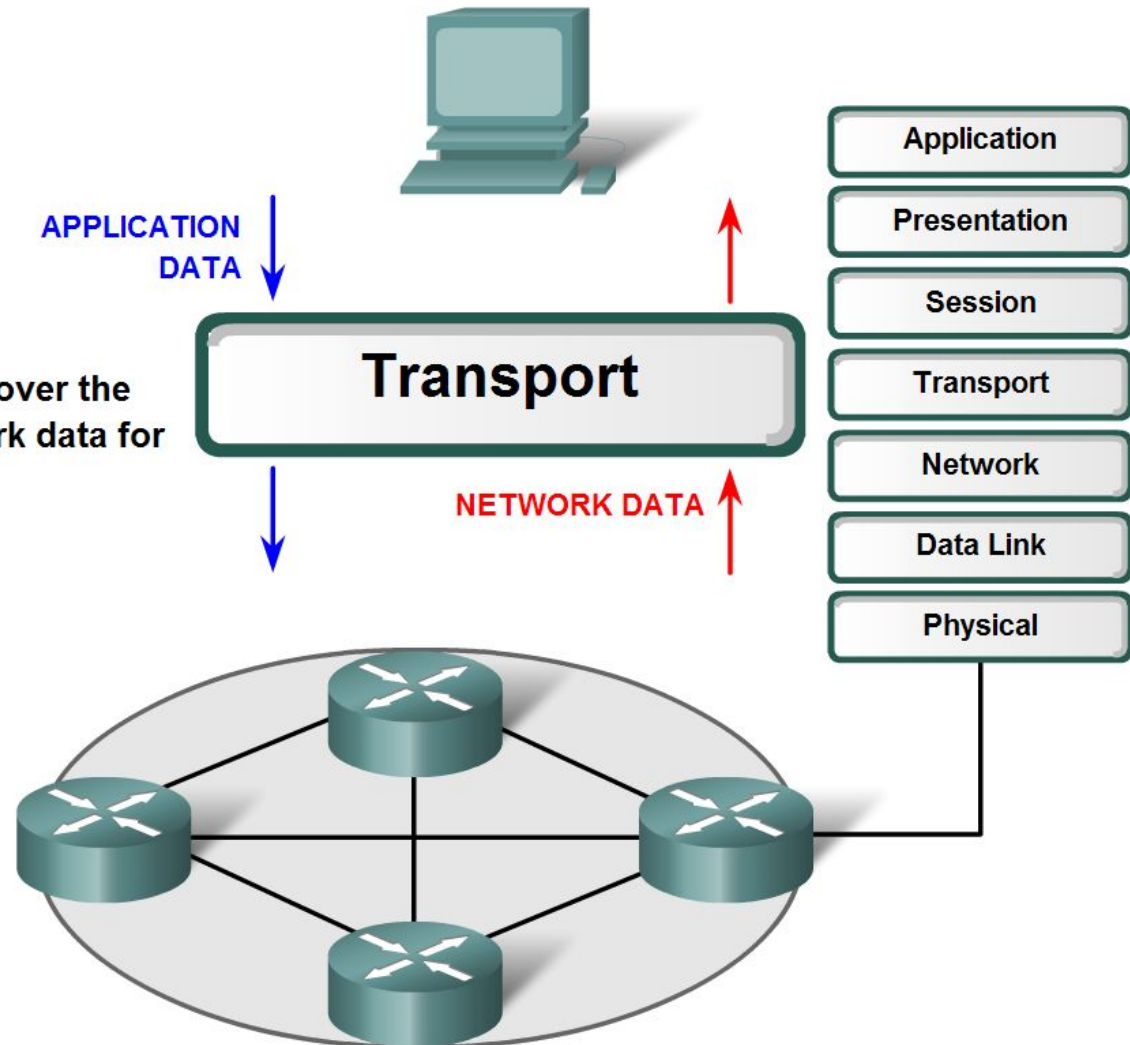 APPLICATION
DATA
over the
rk data for
Transport
NETWORK DATA
Application
Presentation
Session
Transport
Network
Data Link
Physical